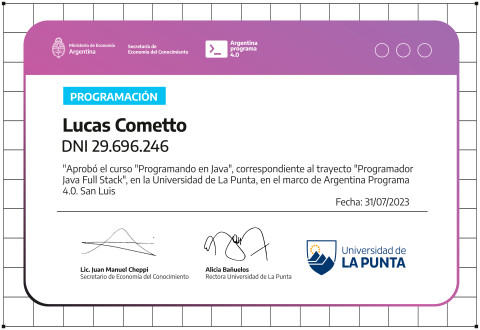 Ministerio de Economía
Argentina
Secretaría de
Economía del Conocimiento
Argentina
programa
4.0
PROGRAMACIÓN
Lucas Cometto
DNI 29.696.246
"Aprobó el curso "Programando en Java", correspondiente al trayecto "Programador
Java Full Stack", en la Universidad de La Punta, en el marco de Argentina Programa
4.0. San Luis
Fecha: 31/07/2023
Lic. Juan Manuel Cheppi
Secretario de Economía del Conocimiento
Alicia Bañuelos
Rectora Universidad de La Punta
Universidad de
LA PUNTA